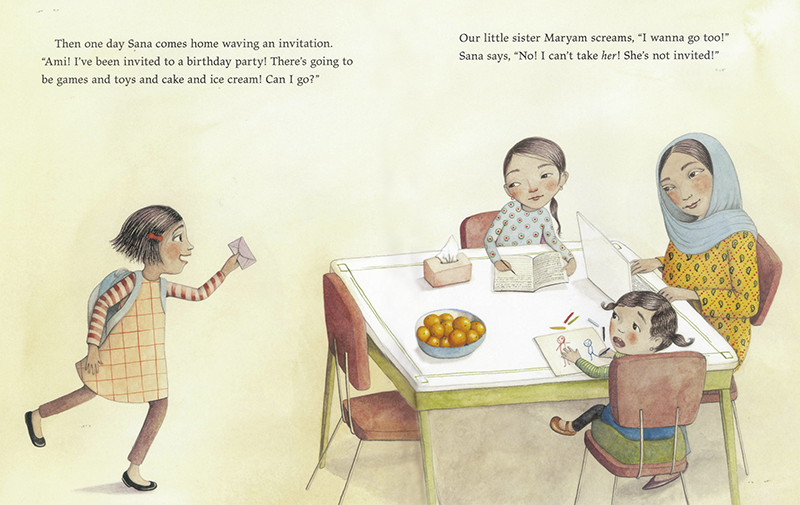 Then one day Sana comes home waving an invitation.
“Ami! I’ve been invited to a birthday party! There’s going to
be games and toys and cake and ice cream! Can I go?”
Our little sister Maryam screams, “I wanna go too!”
Sana says, “No! I can’t take her! She’s not invited!”